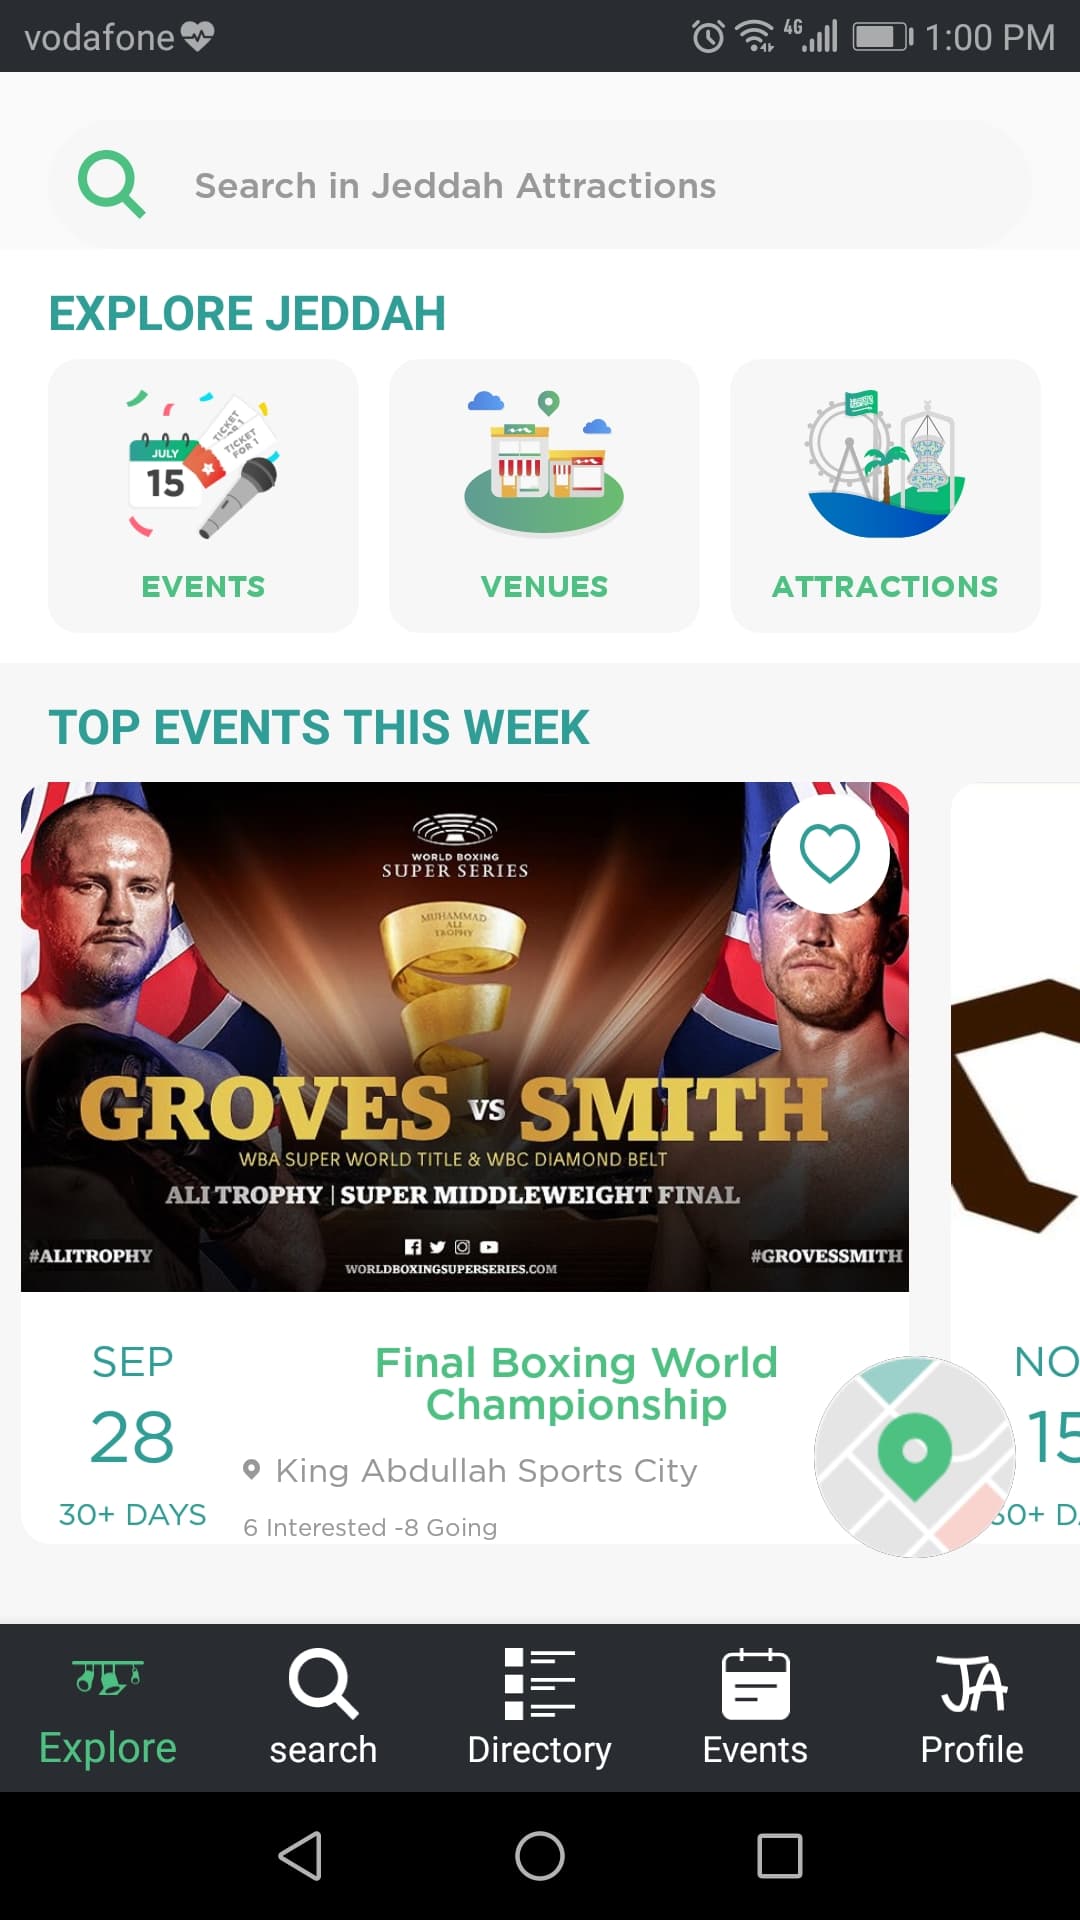 vodafone 4G 1:00 PM
Search in Jeddah Attractions
EXPLORE JEDDAH
TICKET FOR 1
TICKET FOR 1
JULY
15
EVENTS
VENUES
ATTRACTIONS
TOP EVENTS THIS WEEK
WORLD BOXING
SUPER SERIES
MUHAMMAD
ALI
TROPHY
GROVES VS SMITH
WBA SUPER WORLD TITLE & WBC DIAMOND BELT
ALI TROPHY | SUPER MIDDLEWEIGHT FINAL
#ALITROPHY
WORLDBOXINGSUPERSERIES.COM
#GROVESSMITH
SEP
28
30+ DAYS
Final Boxing World
Championship
King Abdullah Sports City
6 Interested -8 Going
NO
15
Explore
search
Directory
Events
JA
Profile